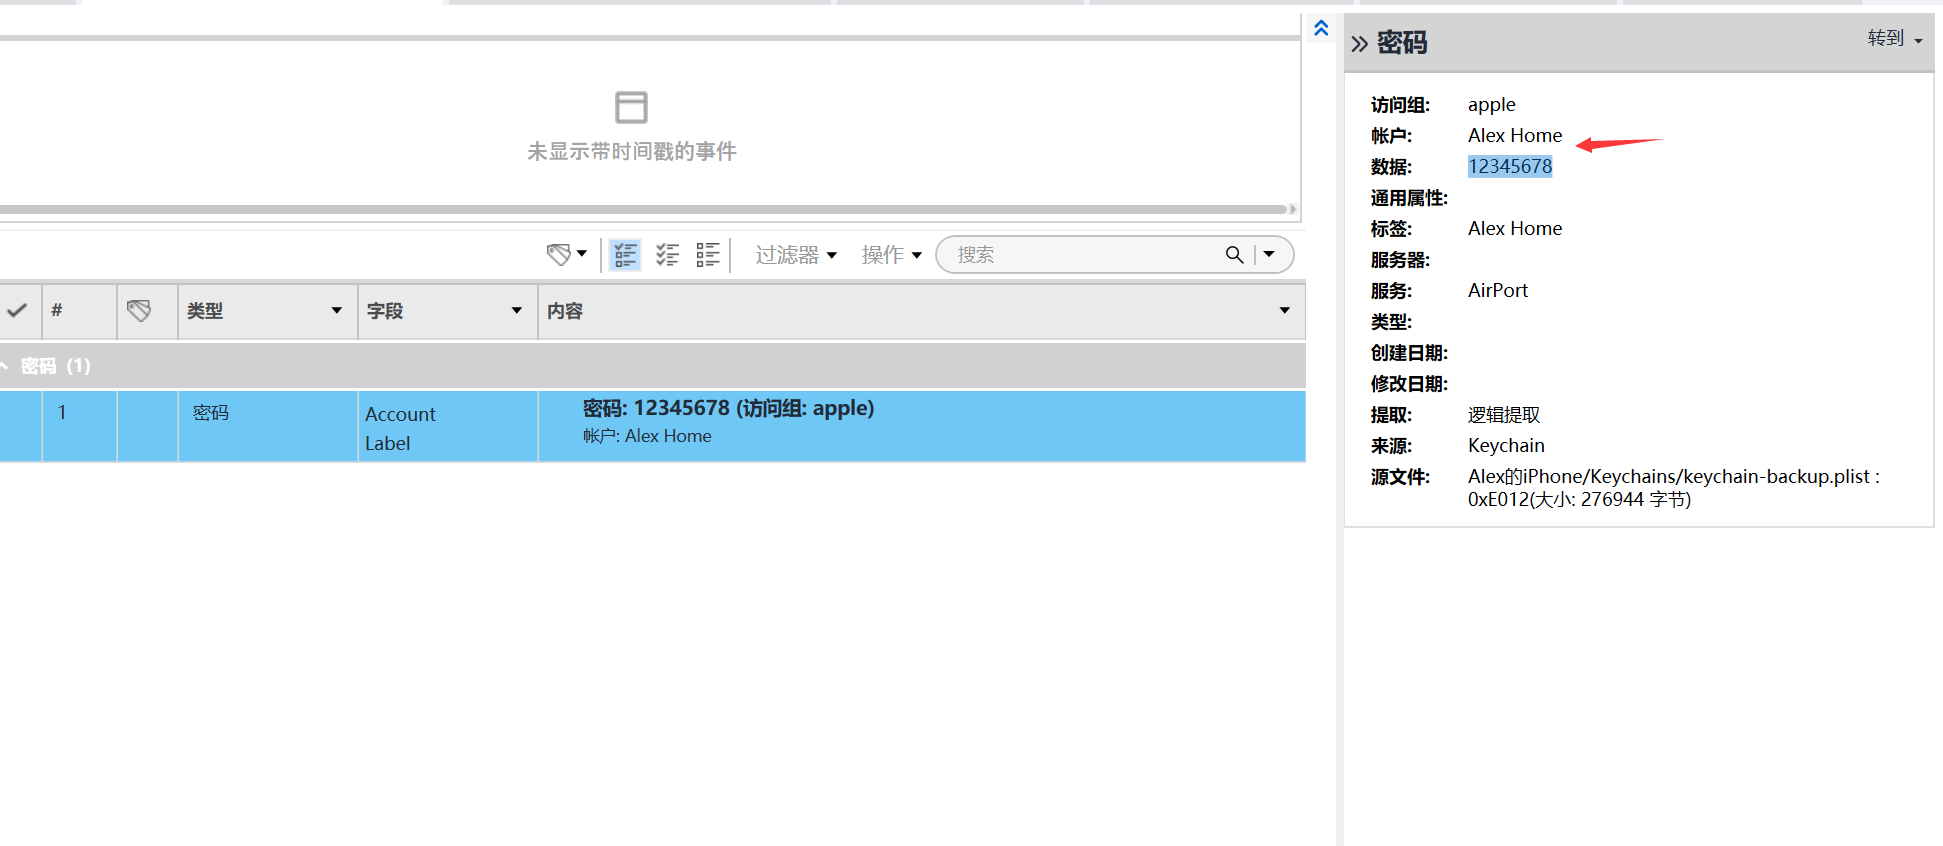 未显示带时间戳的事件
过滤器 操作 搜索
# 类型 字段 内容
密码 (1)
1 密码 Account Label 密码: 12345678 (访问组: apple)
帐户: Alex Home
密码 转到
访问组: apple
帐户: Alex Home
数据: 12345678
通用属性:
标签: Alex Home
服务器:
服务: AirPort
类型:
创建日期:
修改日期:
提取: 逻辑提取
来源: Keychain
源文件: Alex的iPhone/Keychains/keychain-backup.plist :
0xE012(大小: 276944 字节)